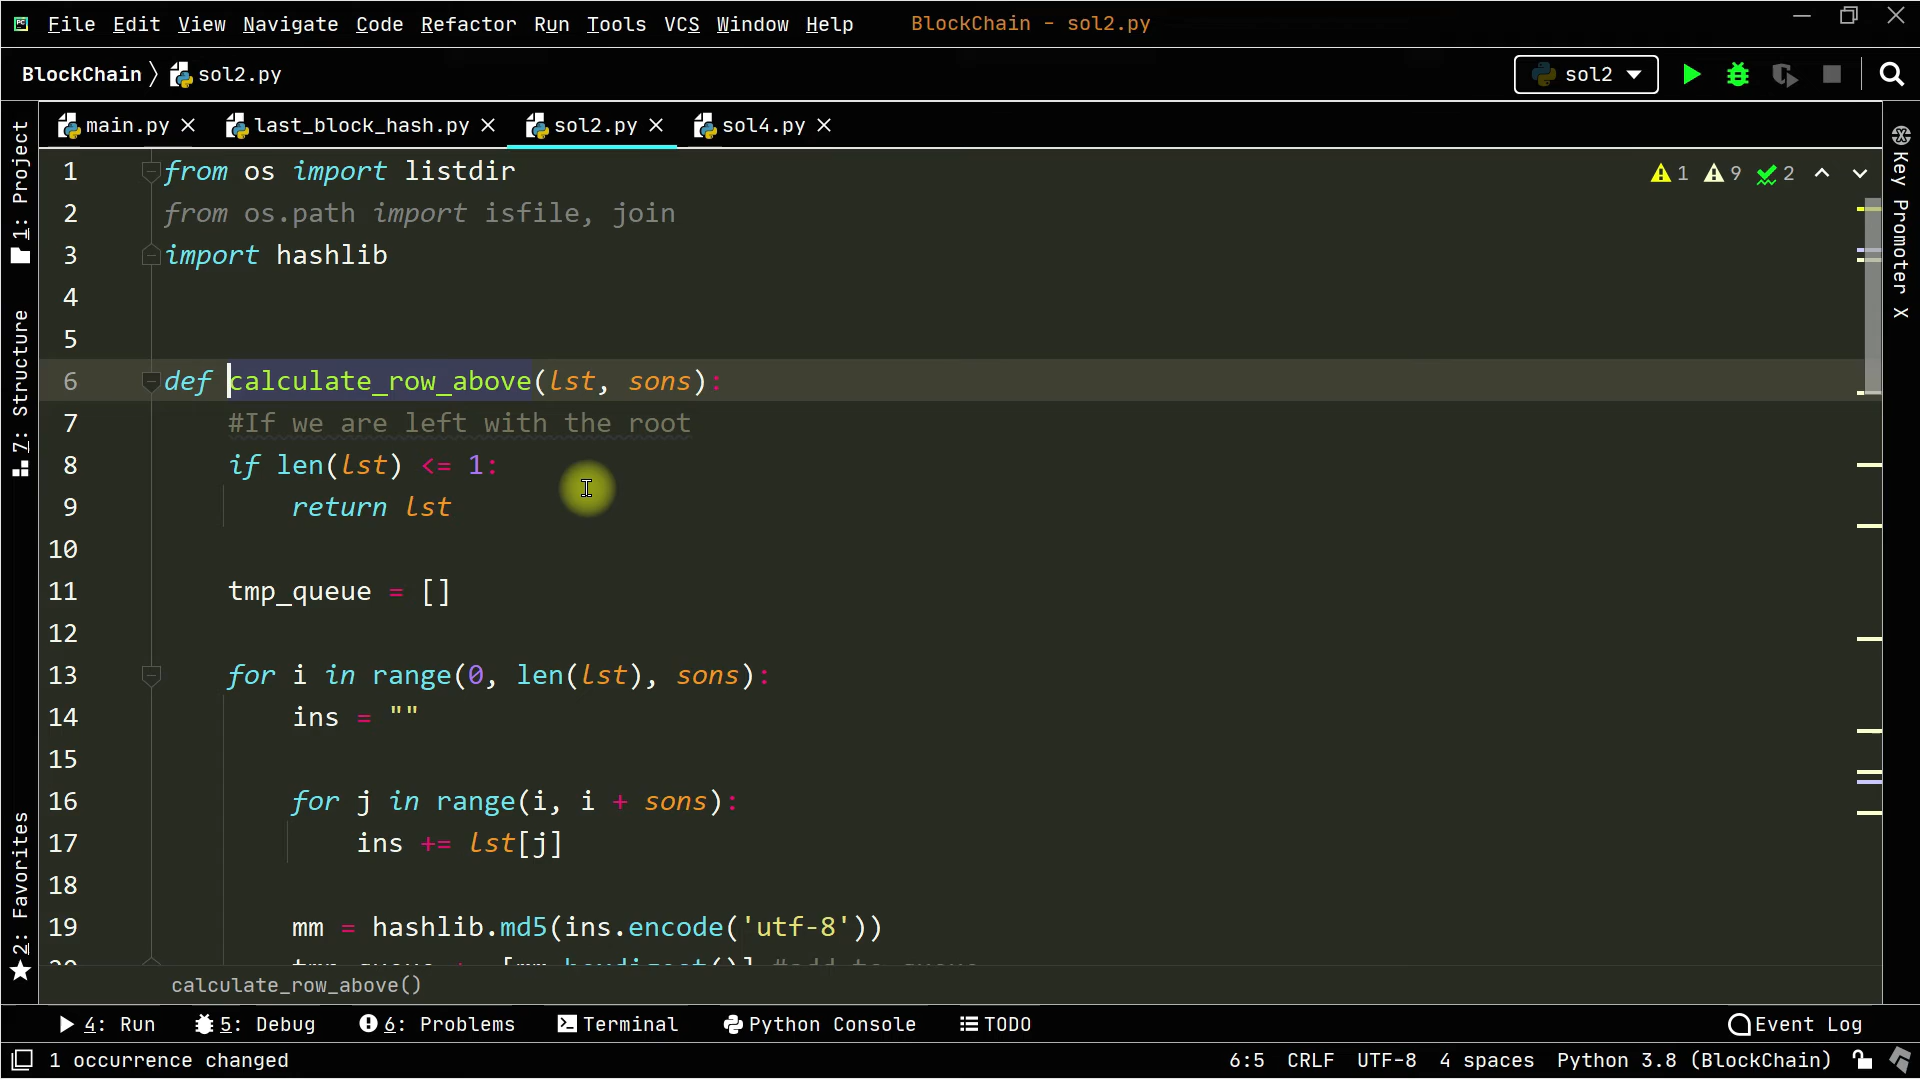 File Edit View Navigate Code Refactor Run Tools VCS Window Help BlockChain - sol2.py
BlockChain sol2.py sol2
main.py last_block_hash.py sol2.py sol4.py
1: Project
7: Structure
2: Favorites
Key Promoter X
1 from os import listdir 1 9 2
2 from os.path import isfile, join
3 import hashlib
4
5
6 def calculate_row_above(lst, sons):
7 #If we are left with the root
8 if len(lst) <= 1:
9 return lst
10
11 tmp_queue = []
12
13 for i in range(0, len(lst), sons):
14 ins = ""
15
16 for j in range(i, i + sons):
17 ins += lst[j]
18
19 mm = hashlib.md5(ins.encode('utf-8'))
calculate_row_above()
4: Run 5: Debug 6: Problems Terminal Python Console TODO Event Log
1 occurrence changed 6:5 CRLF UTF-8 4 spaces Python 3.8 (BlockChain)